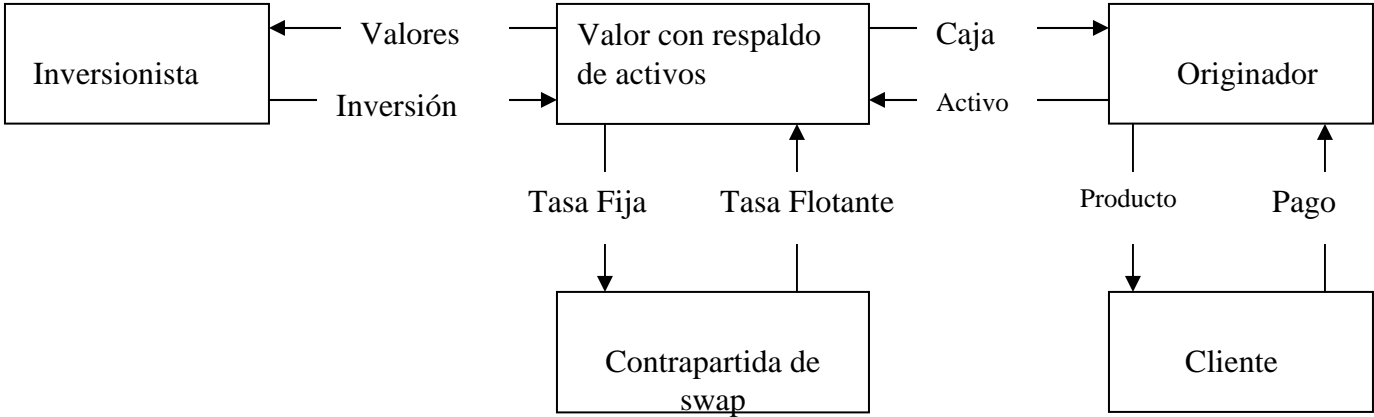 Valores
Valor con respaldo
de activos
Caja
Inversionista
Originador
Inversión
Activo
Tasa Fija
Tasa Flotante
Producto
Pago
Contrapartida de
swap
Cliente